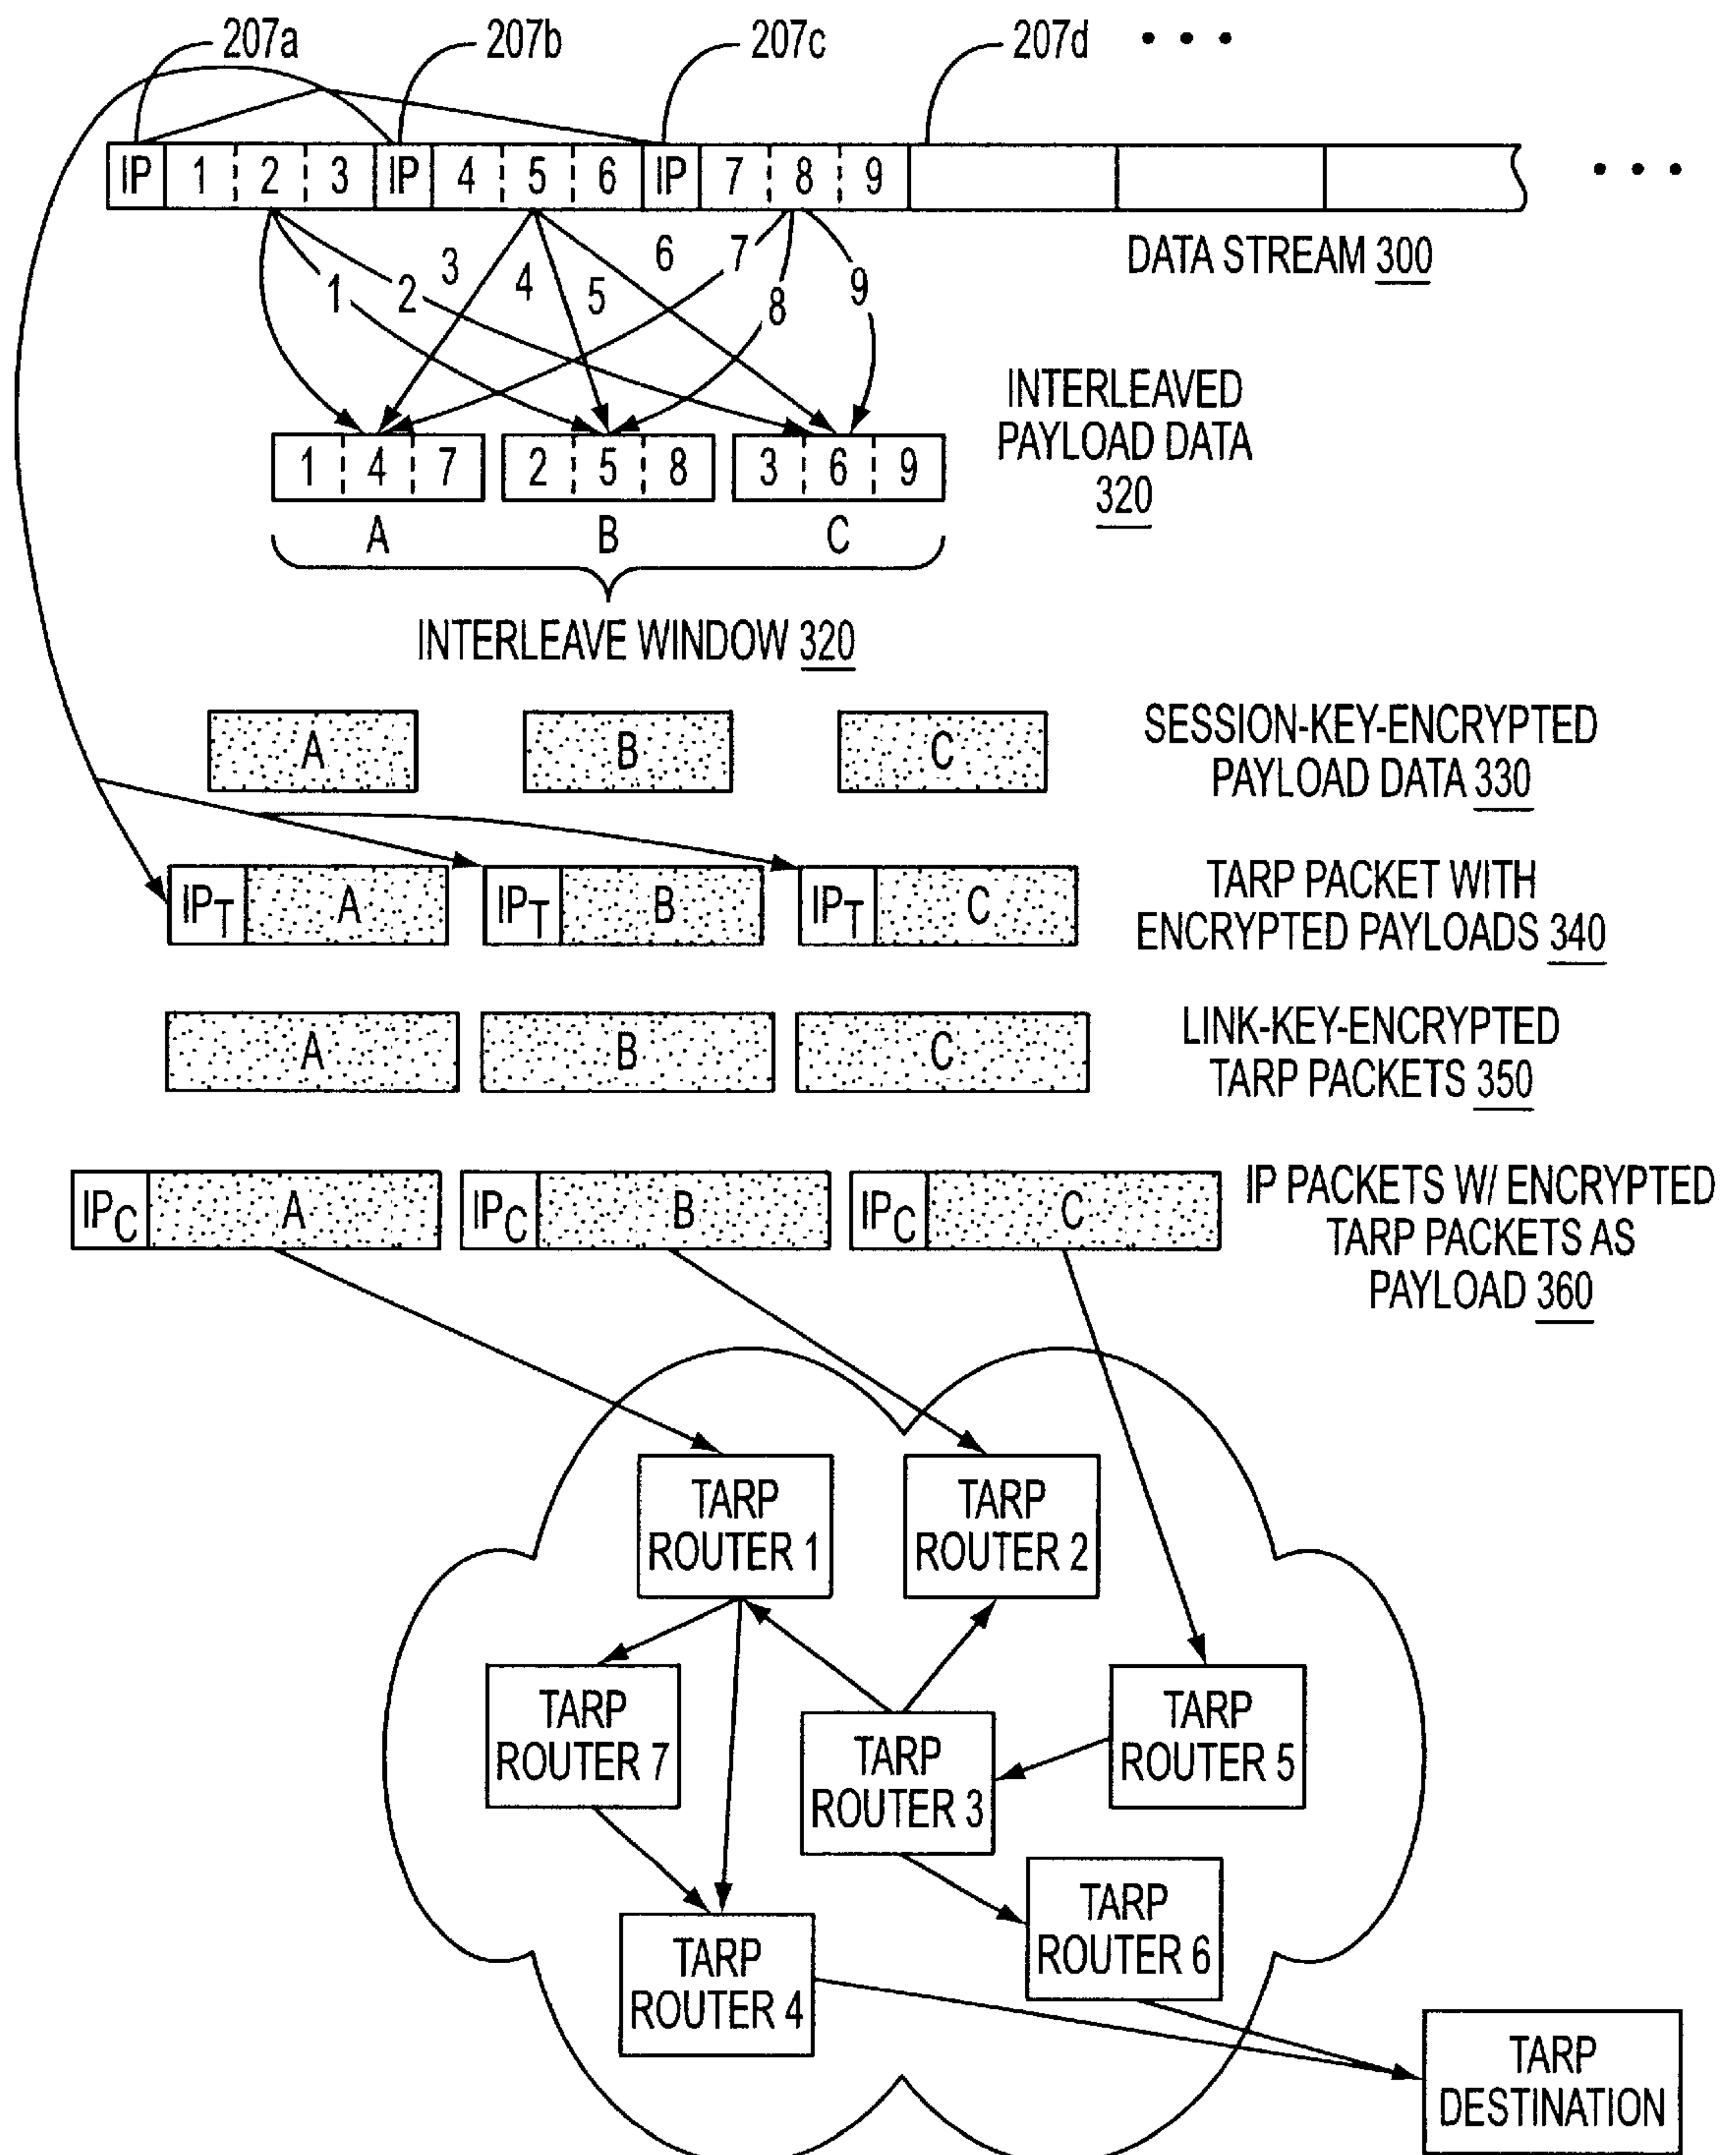 207a 207b 207c 207d • • •
IP 1 2 3 IP 4 5 6 IP 7 8 9 • • •
DATA STREAM 300
1 2 3 4 5 6 7 8 9
INTERLEAVED
PAYLOAD DATA
320
1 4 7 2 5 8 3 6 9
A B C
INTERLEAVE WINDOW 320
A B C
SESSION-KEY-ENCRYPTED
PAYLOAD DATA 330
IPT A IPT B IPT C
TARP PACKET WITH
ENCRYPTED PAYLOADS 340
A B C
LINK-KEY-ENCRYPTED
TARP PACKETS 350
IPC A IPC B IPC C
IP PACKETS W/ ENCRYPTED
TARP PACKETS AS
PAYLOAD 360
TARP
ROUTER 1
TARP
ROUTER 2
TARP
ROUTER 7
TARP
ROUTER 3
TARP
ROUTER 5
TARP
ROUTER 6
TARP
ROUTER 4
TARP
DESTINATION